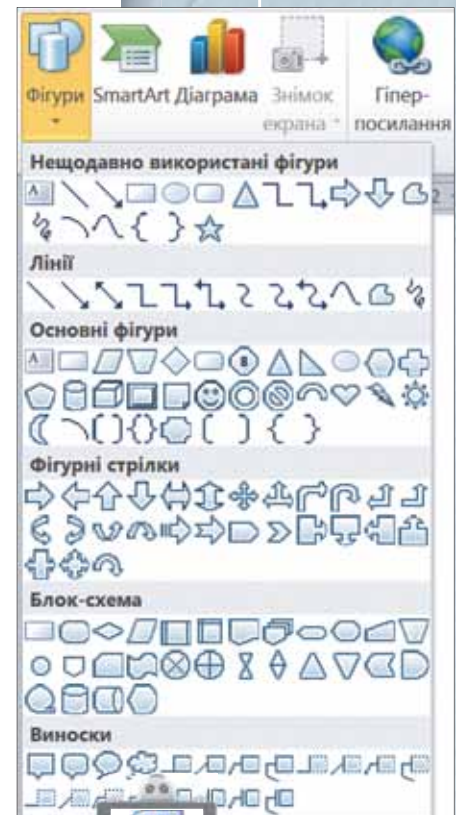 Фігури SmartArt Діаграма Знімок екрана Гіпер-посилання
Нещодавно використані фігури
Лінії
Основні фігури
Фігурні стрілки
Блок-схема
Виноски